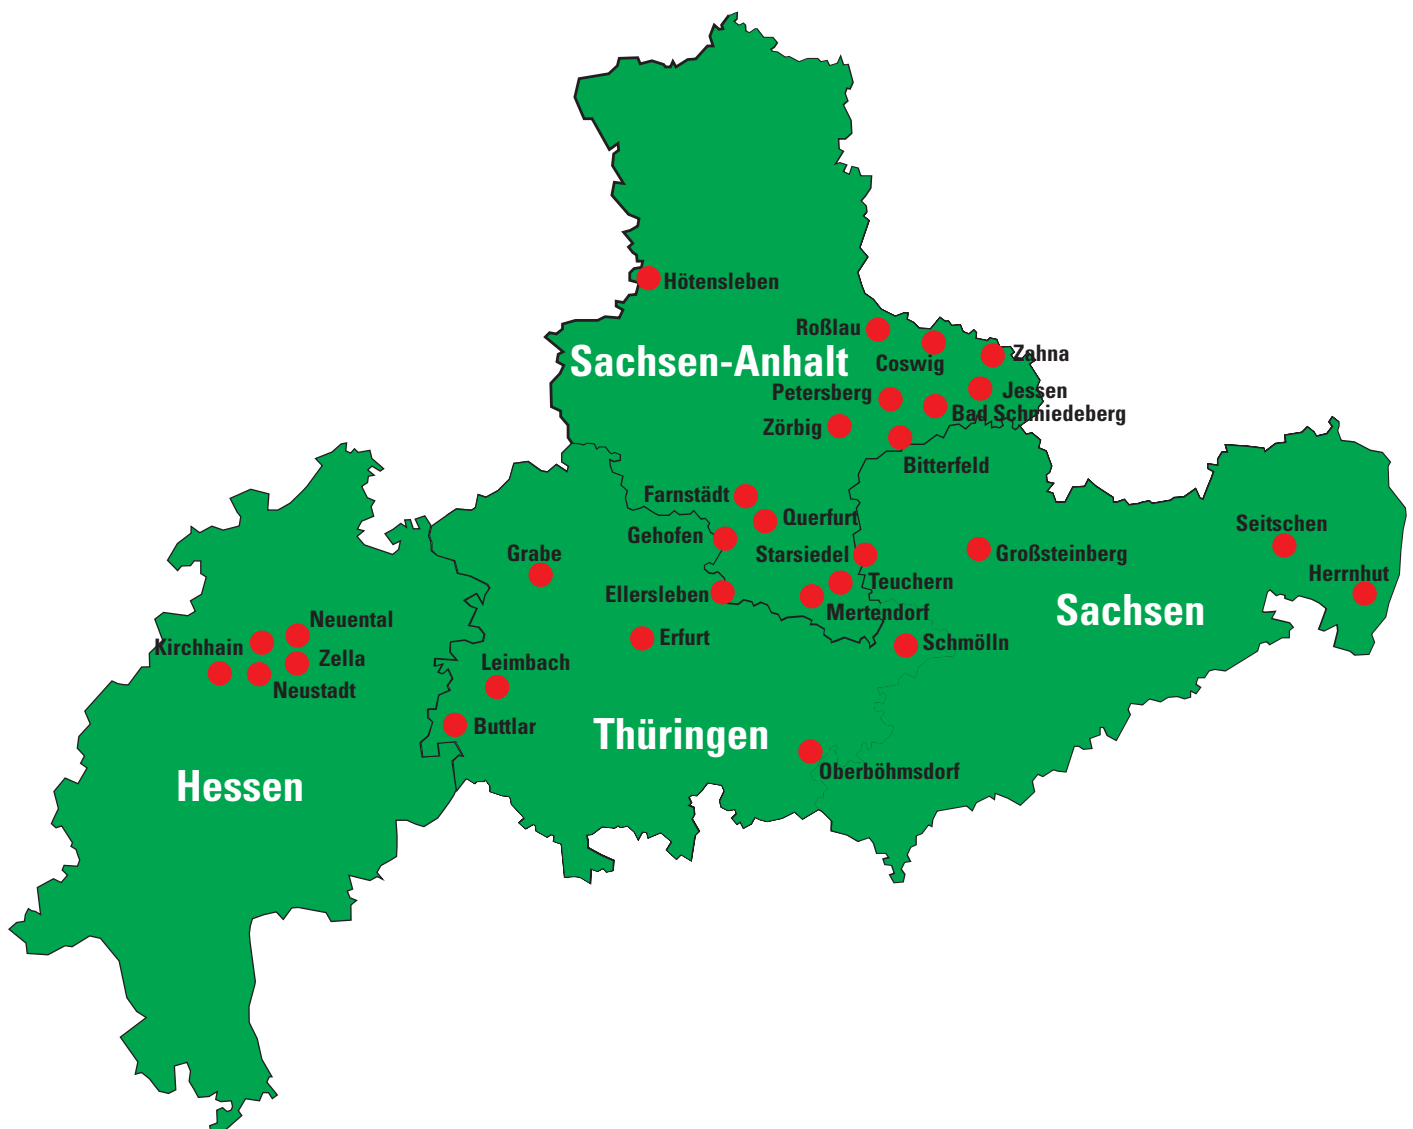 Hötensleben
Roßlau
Coswig
Zahna
Sachsen-Anhalt
Petersberg
Jessen
Bad Schmiedeberg
Zörbig
Bitterfeld
Farnstädt
Querfurt
Gehofen
Starsiedel
Großsteinberg
Seitschen
Grabe
Herrnhut
Teuchern
Ellersleben
Mertendorf
Sachsen
Neuental
Kirchhain
Erfurt
Schmölln
Zella
Leimbach
Neustadt
Buttlar
Thüringen
Oberböhmsdorf
Hessen